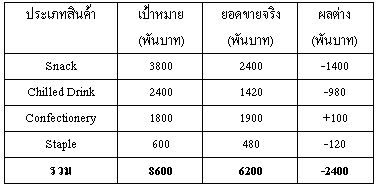 ประเภทสินค้า เป้าหมาย (พันบาท) ยอดขายจริง (พันบาท) ผลต่าง (พันบาท)
Snack 3800 2400 -1400
Chilled Drink 2400 1420 -980
Confectionery 1800 1900 +100
Staple 600 480 -120
รวม 8600 6200 -2400